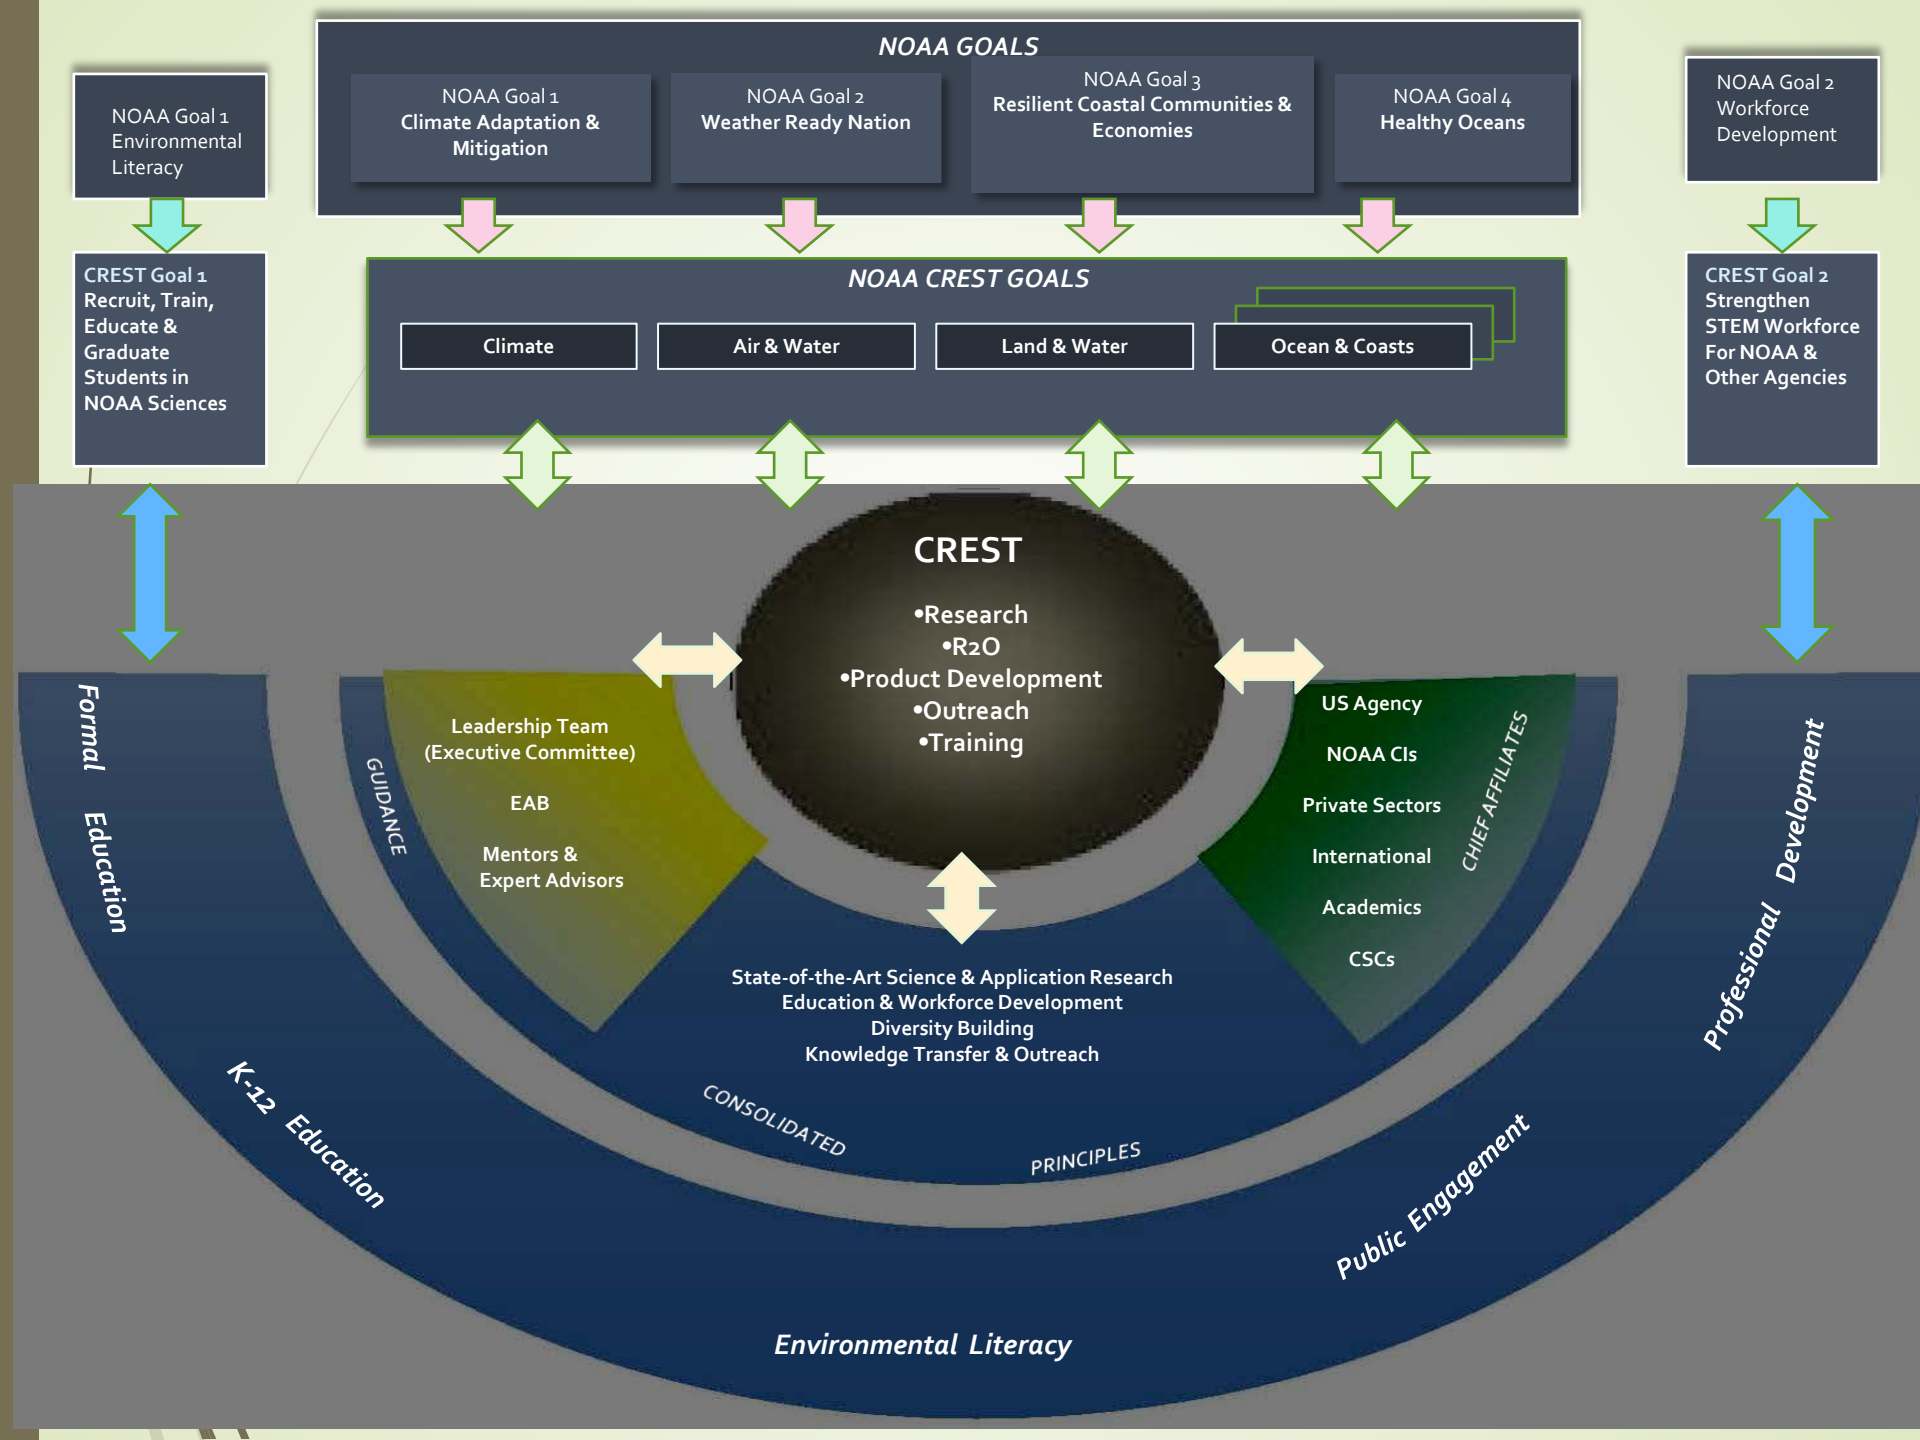 NOAA GOALS
NOAA Goal 1
Environmental
Literacy
NOAA Goal 1
Climate Adaptation &
Mitigation
NOAA Goal 2
Weather Ready Nation
NOAA Goal 3
Resilient Coastal Communities &
Economies
NOAA Goal 4
Healthy Oceans
NOAA Goal 2
Workforce
Development
CREST Goal 1
Recruit, Train,
Educate &
Graduate
Students in
NOAA Sciences
NOAA CREST GOALS
Climate
Air & Water
Land & Water
Ocean & Coasts
CREST Goal 2
Strengthen
STEM Workforce
For NOAA &
Other Agencies
CREST
•Research
•R2O
•Product Development
•Outreach
•Training
Leadership Team
(Executive Committee)
EAB
Mentors &
Expert Advisors
GUIDANCE
US Agency
NOAA CIs
Private Sectors
International
Academics
CSCs
CHIEF AFFILIATES
State-of-the-Art Science & Application Research
Education & Workforce Development
Diversity Building
Knowledge Transfer & Outreach
CONSOLIDATED PRINCIPLES
Formal Education
K-12 Education
Environmental Literacy
Public Engagement
Professional Development